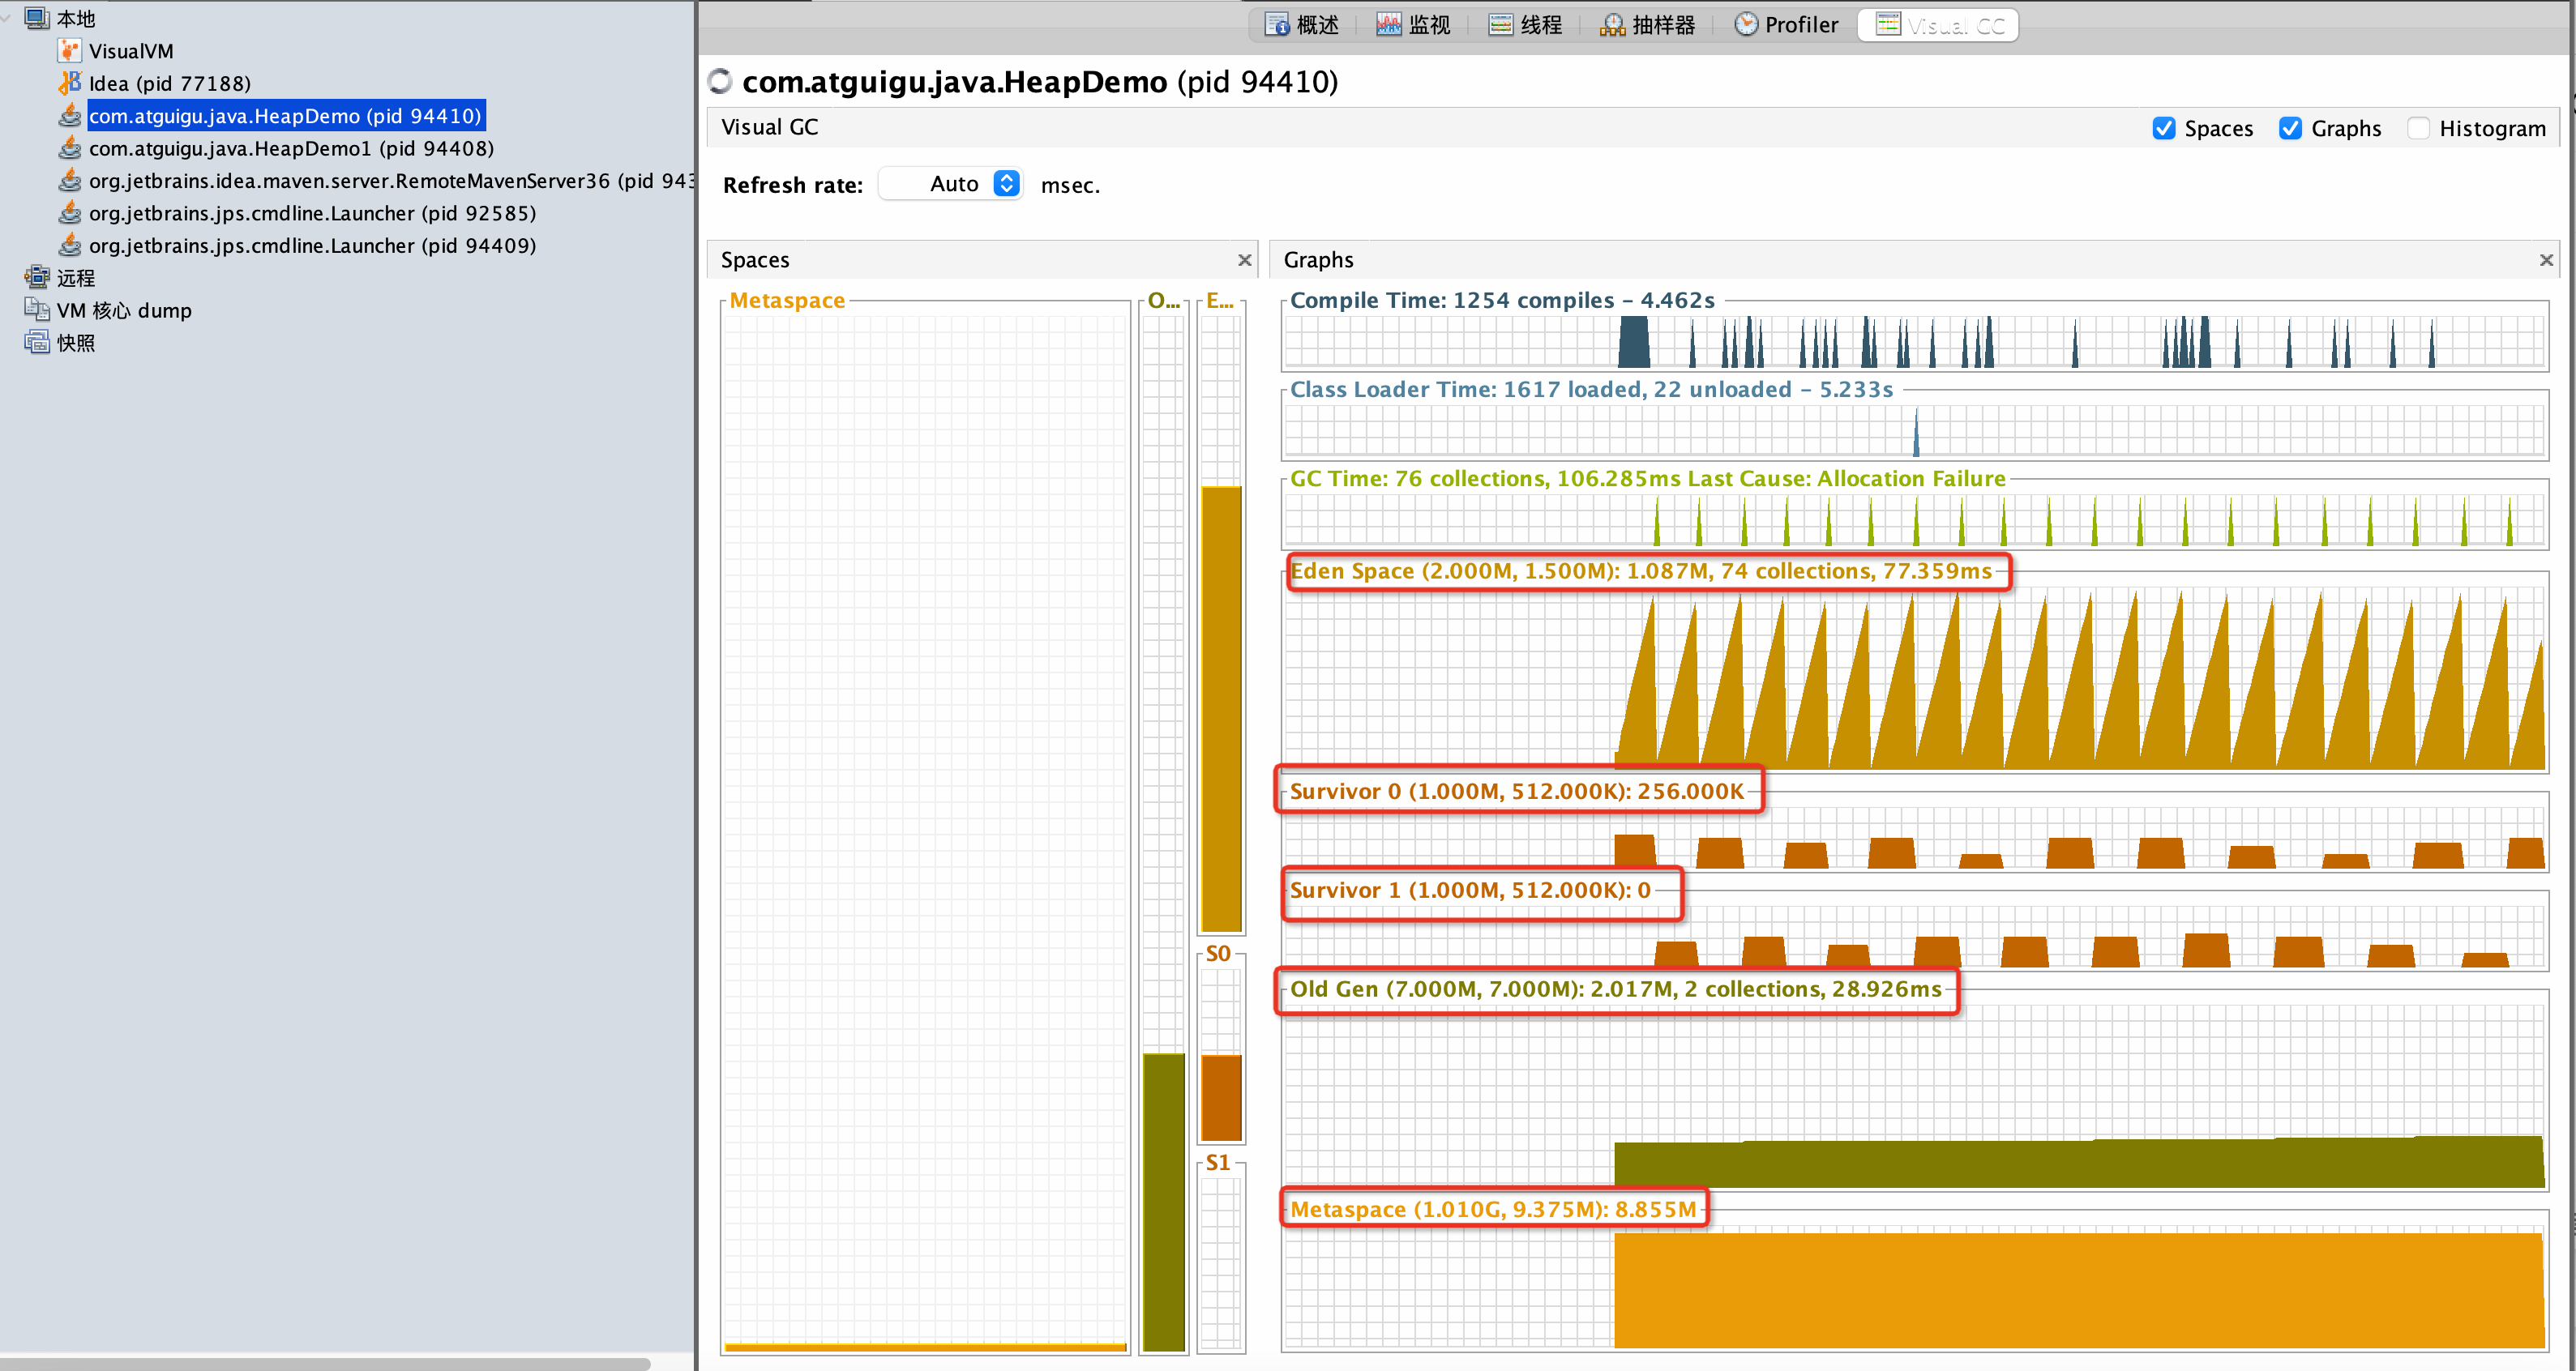 本地
VisualVM
Idea (pid 77188)
com.atguigu.java.HeapDemo (pid 94410)
com.atguigu.java.HeapDemo1 (pid 94408)
org.jetbrains.idea.maven.server.RemoteMavenServer36 (pid 943
org.jetbrains.jps.cmdline.Launcher (pid 92585)
org.jetbrains.jps.cmdline.Launcher (pid 94409)
远程
VM 核心 dump
快照
概述 监视 线程 抽样器 Profiler Visual GC
com.atguigu.java.HeapDemo (pid 94410)
Visual GC Spaces Graphs Histogram
Refresh rate: Auto msec.
Spaces
Metaspace O... E...
S0
S1
Graphs
Compile Time: 1254 compiles - 4.462s
Class Loader Time: 1617 loaded, 22 unloaded - 5.233s
GC Time: 76 collections, 106.285ms Last Cause: Allocation Failure
Eden Space (2.000M, 1.500M): 1.087M, 74 collections, 77.359ms
Survivor 0 (1.000M, 512.000K): 256.000K
Survivor 1 (1.000M, 512.000K): 0
Old Gen (7.000M, 7.000M): 2.017M, 2 collections, 28.926ms
Metaspace (1.010G, 9.375M): 8.855M